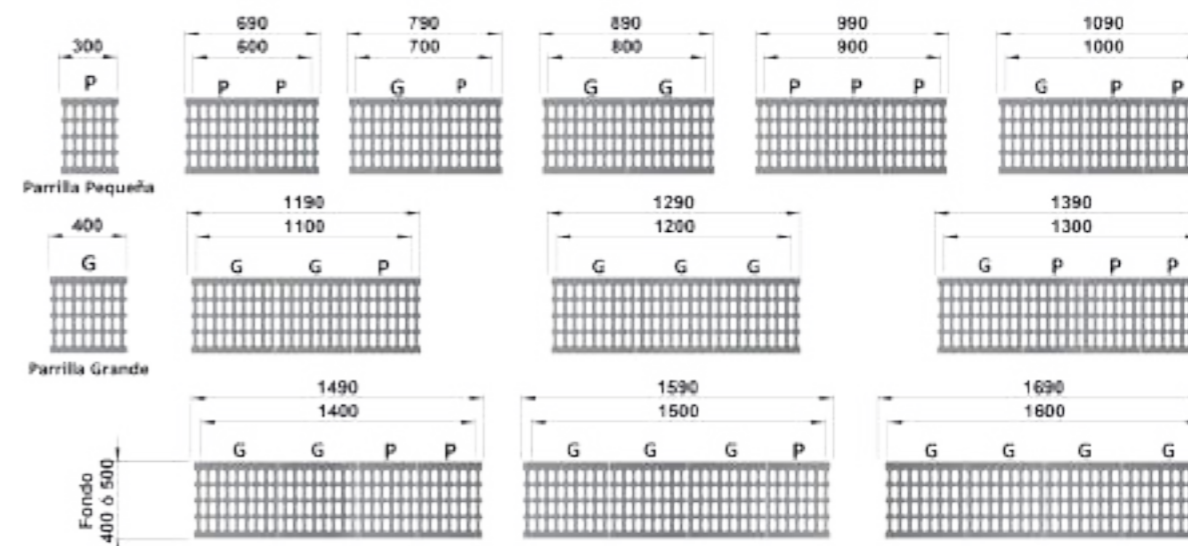 690 790 890 990 1090
300 600 700 800 900 1000
P P P G P G G P P P G P P
Parrilla Pequeña
1190 1290 1390
400 1100 1200 1300
G G G P G G G G P P P
Parrilla Grande
1490 1590 1690
1400 1500 1600
G G P P G G G P G G G G
Fondo
400 ò 500